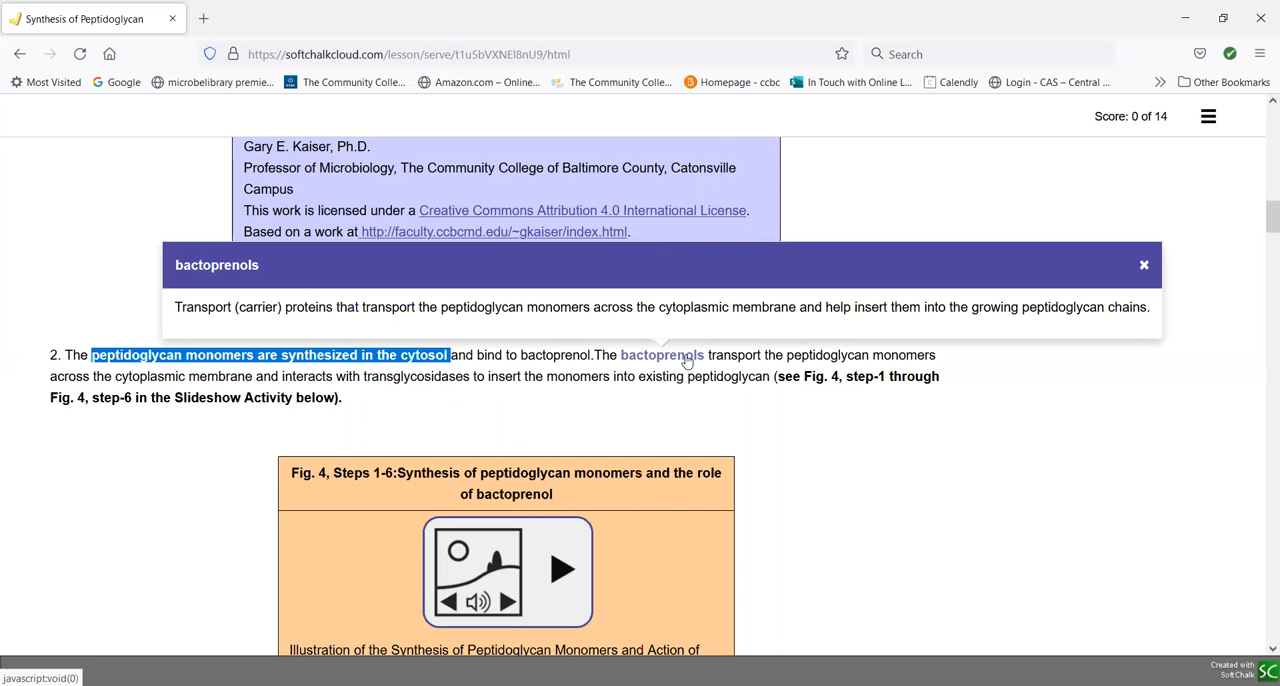 Synthesis of Peptidoglycan
https://softchalkcloud.com/lesson/serve/t1u5bVXNEl8nU9/html
Search
Most Visited Google microbelibrary premie... The Community Colle... Amazon.com – Online... The Community Colle... Homepage - ccbc In Touch with Online L... Calendly Login - CAS – Central ... Other Bookmarks
Score: 0 of 14
Gary E. Kaiser, Ph.D.
Professor of Microbiology, The Community College of Baltimore County, Catonsville
Campus
This work is licensed under a Creative Commons Attribution 4.0 International License.
Based on a work at http://faculty.ccbcmd.edu/~gkaiser/index.html.
bactoprenols
Transport (carrier) proteins that transport the peptidoglycan monomers across the cytoplasmic membrane and help insert them into the growing peptidoglycan chains.
2. The peptidoglycan monomers are synthesized in the cytosol and bind to bactoprenol.The bactoprenols transport the peptidoglycan monomers
across the cytoplasmic membrane and interacts with transglycosidases to insert the monomers into existing peptidoglycan (see Fig. 4, step-1 through
Fig. 4, step-6 in the Slideshow Activity below).
Fig. 4, Steps 1-6:Synthesis of peptidoglycan monomers and the role
of bactoprenol
Illustration of the Synthesis of Peptidoglycan Monomers and Action of
Created with
SoftChalk
SC
javascript:void(0)